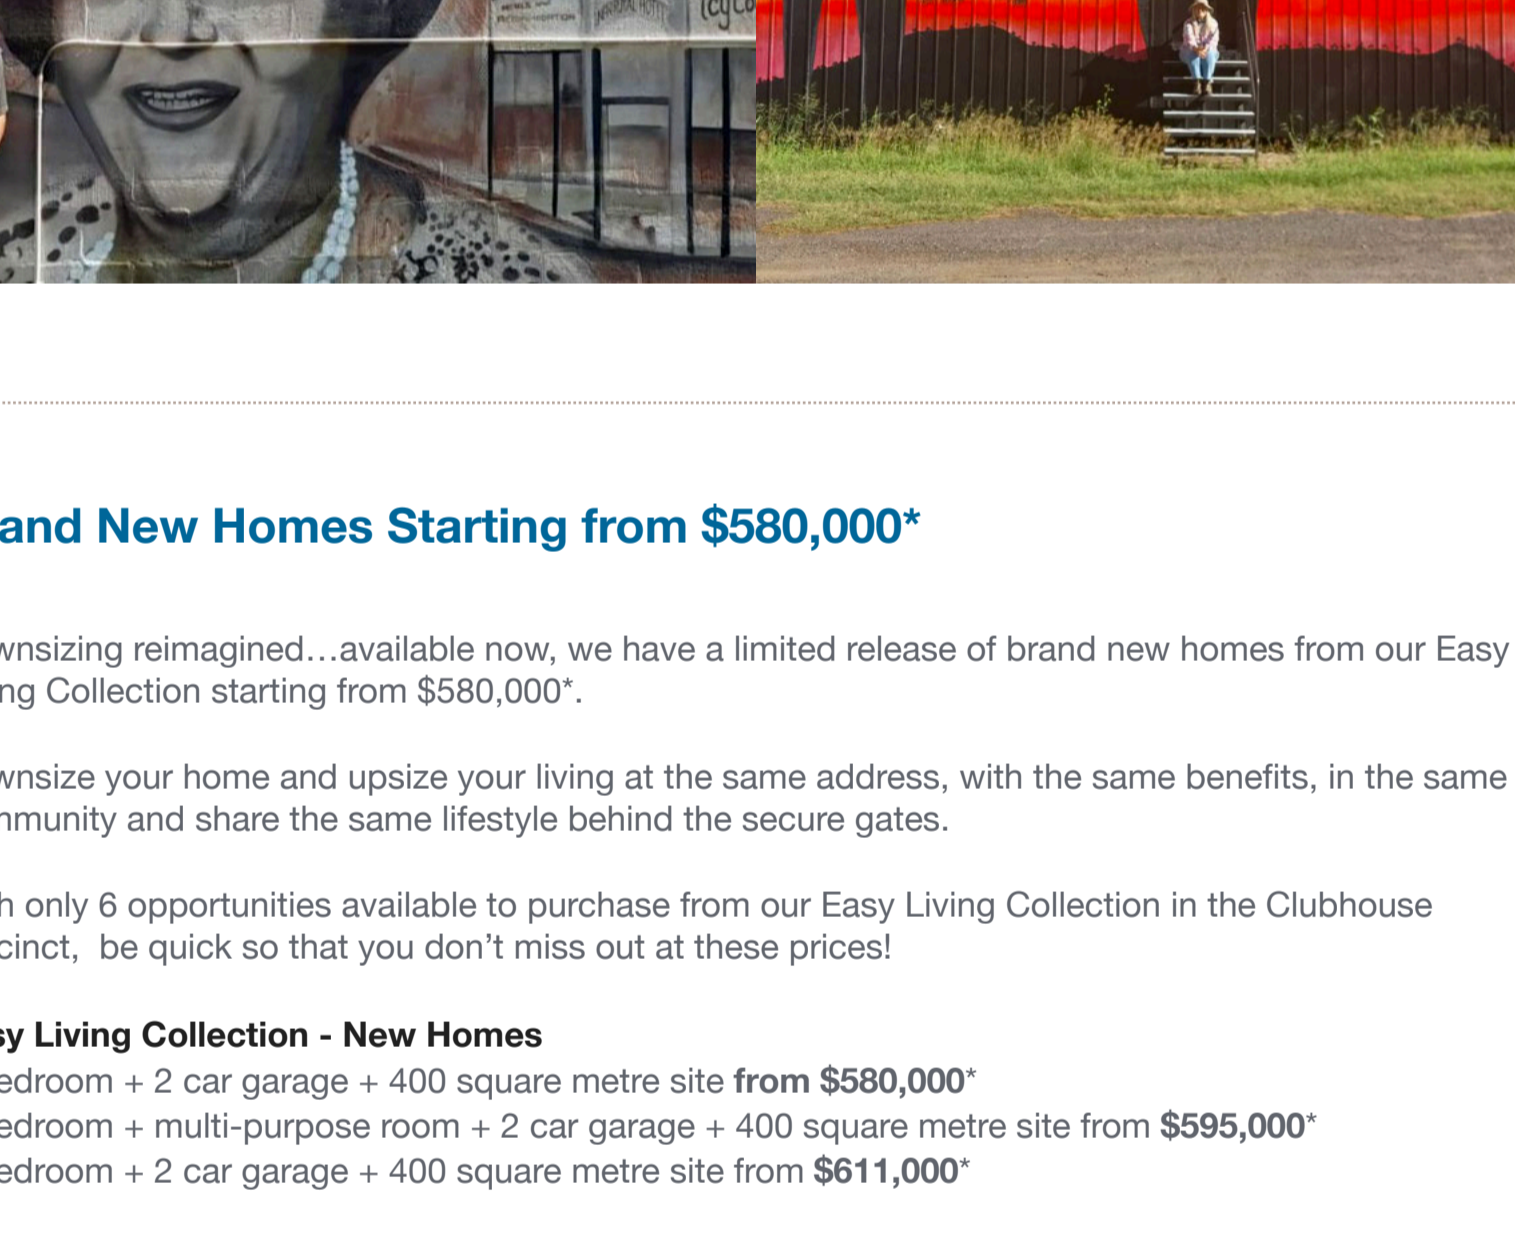 and New Homes Starting from $580,000*
wnsizing reimagined…available now, we have a limited release of brand new homes from our Easy
ng Collection starting from $580,000*.
wnsize your home and upsize your living at the same address, with the same benefits, in the same
mmunity and share the same lifestyle behind the secure gates.
h only 6 opportunities available to purchase from our Easy Living Collection in the Clubhouse
cinct,  be quick so that you don’t miss out at these prices!
sy Living Collection - New Homes
edroom + 2 car garage + 400 square metre site from $580,000*
edroom + multi-purpose room + 2 car garage + 400 square metre site from $595,000*
edroom + 2 car garage + 400 square metre site from $611,000*